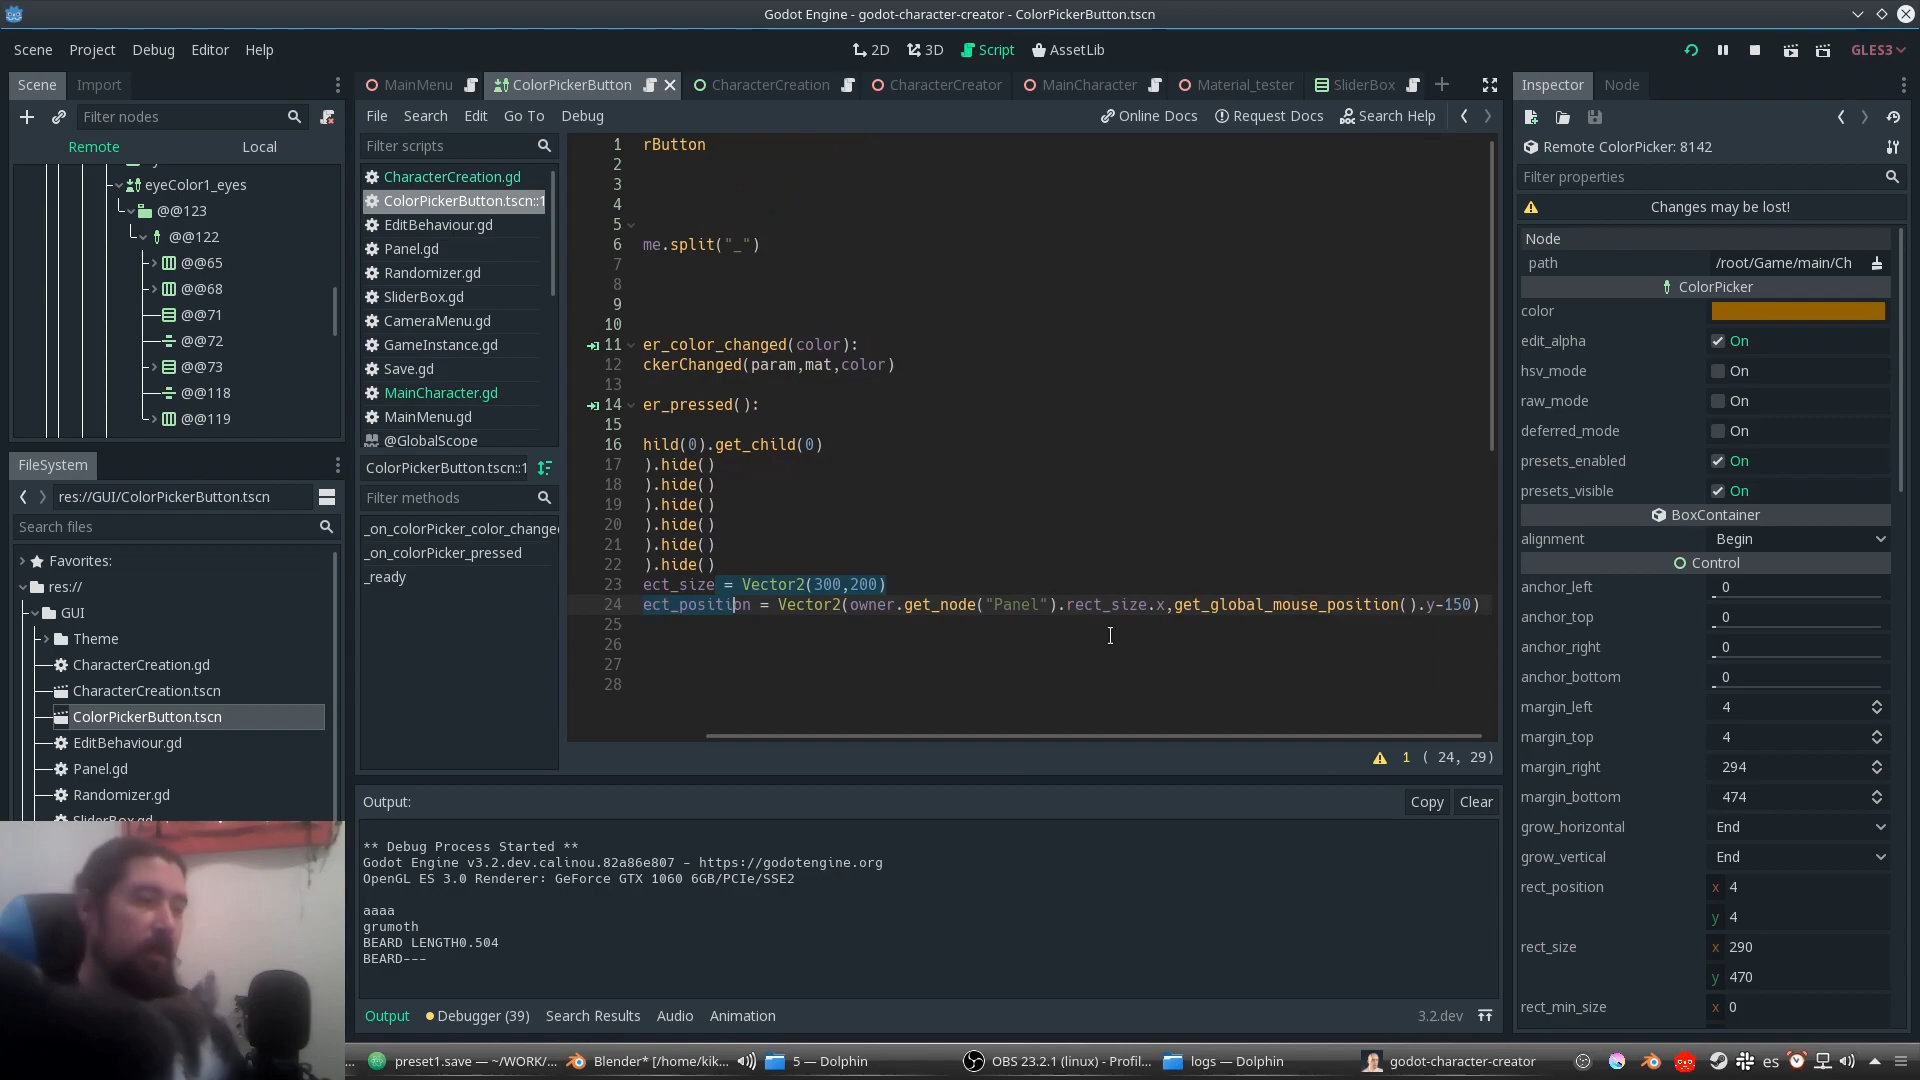 Godot Engine - godot-character-creator - ColorPickerButton.tscn
Scene Project Debug Editor Help
2D 3D Script AssetLib
GLES3
Scene Import
MainMenu ColorPickerButton CharacterCreation CharacterCreator MainCharacter Material_tester SliderBox
Inspector Node
Filter nodes
File Search Edit Go To Debug
Online Docs Request Docs Search Help
Remote Local
Filter scripts
Remote ColorPicker: 8142
Filter properties
Changes may be lost!
eyeColor1_eyes
@@123
@@122
@@65
@@68
@@71
@@72
@@73
@@118
@@119
CharacterCreation.gd
ColorPickerButton.tscn::1
EditBehaviour.gd
Panel.gd
Randomizer.gd
SliderBox.gd
CameraMenu.gd
GameInstance.gd
Save.gd
MainCharacter.gd
MainMenu.gd
@GlobalScope
ColorPickerButton.tscn::1
Filter methods
_on_colorPicker_color_changed
_on_colorPicker_pressed
_ready
1 rButton
2
3
4
5
6 me.split("_")
7
8
9
10
11 er_color_changed(color):
12 ckerChanged(param,mat,color)
13
14 er_pressed():
15
16 hild(0).get_child(0)
17 ).hide()
18 ).hide()
19 ).hide()
20 ).hide()
21 ).hide()
22 ).hide()
23 ect_size = Vector2(300,200)
24 ect_position = Vector2(owner.get_node("Panel").rect_size.x,get_global_mouse_position().y-150)
25
26
27
28
1 ( 24, 29)
Node
path /root/Game/main/Ch
ColorPicker
color
edit_alpha On
hsv_mode On
raw_mode On
deferred_mode On
presets_enabled On
presets_visible On
BoxContainer
alignment Begin
Control
anchor_left 0
anchor_top 0
anchor_right 0
anchor_bottom 0
margin_left 4
margin_top 4
margin_right 294
margin_bottom 474
grow_horizontal End
grow_vertical End
rect_position x 4
y 4
rect_size x 290
y 470
rect_min_size x 0
FileSystem
res://GUI/ColorPickerButton.tscn
Search files
Favorites:
res://
GUI
Theme
CharacterCreation.gd
CharacterCreation.tscn
ColorPickerButton.tscn
EditBehaviour.gd
Panel.gd
Randomizer.gd
SliderBox.gd
Output:
Copy Clear
** Debug Process Started **
Godot Engine v3.2.dev.calinou.82a86e807 - https://godotengine.org
OpenGL ES 3.0 Renderer: GeForce GTX 1060 6GB/PCIe/SSE2
aaaa
grumoth
BEARD LENGTH0.504
BEARD---
Output Debugger (39) Search Results Audio Animation
3.2.dev
... preset1.save — ~/WORK/... Blender* [/home/kik... 5 — Dolphin OBS 23.2.1 (linux) - Profil... logs — Dolphin godot-character-creator es